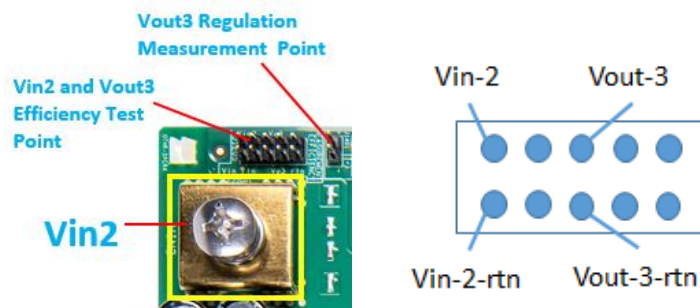 Vout3 Regulation
Measurement Point
Vin2 and Vout3
Efficiency Test
Point
Vin2
Vin-2
Vout-3
Vin-2-rtn
Vout-3-rtn